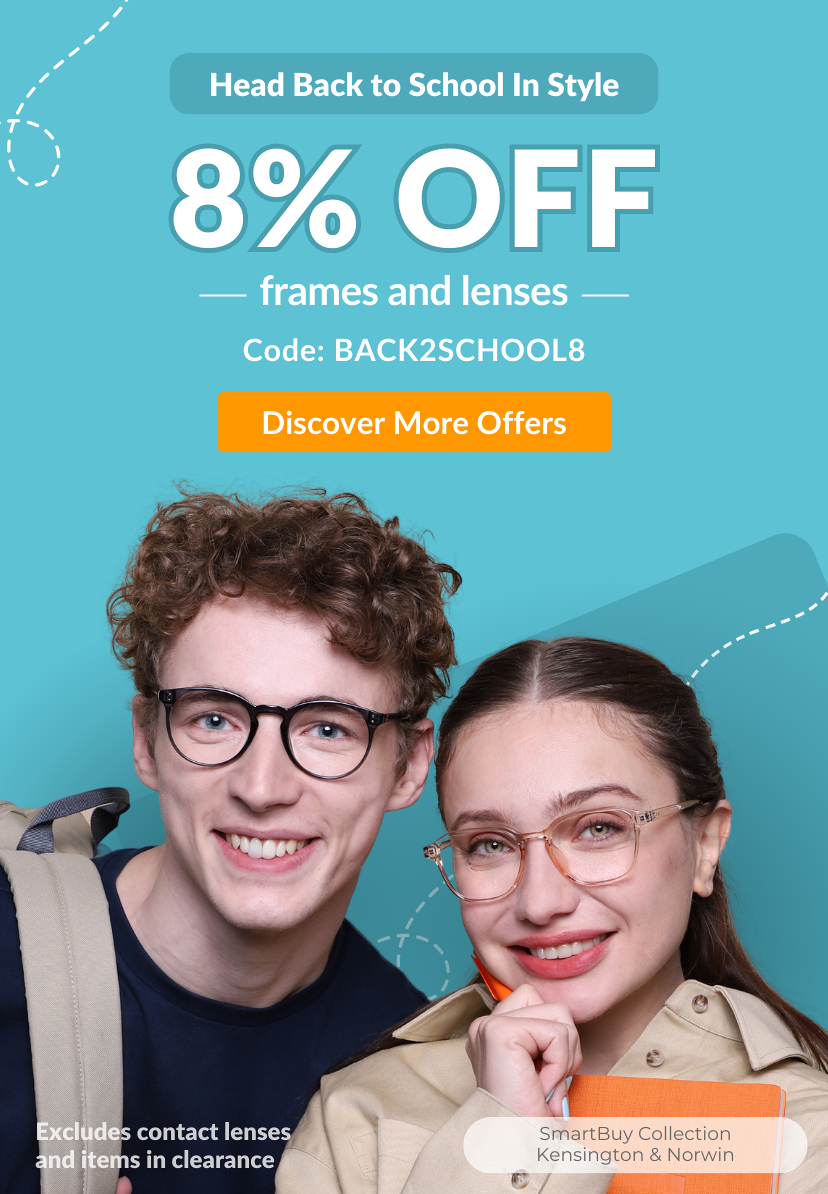 Head Back to School In Style
8% OFF
frames and lenses
Code: BACK2SCHOOL8
Discover More Offers
Excludes contact lenses
and items in clearance
SmartBuy Collection
Kensington & Norwin